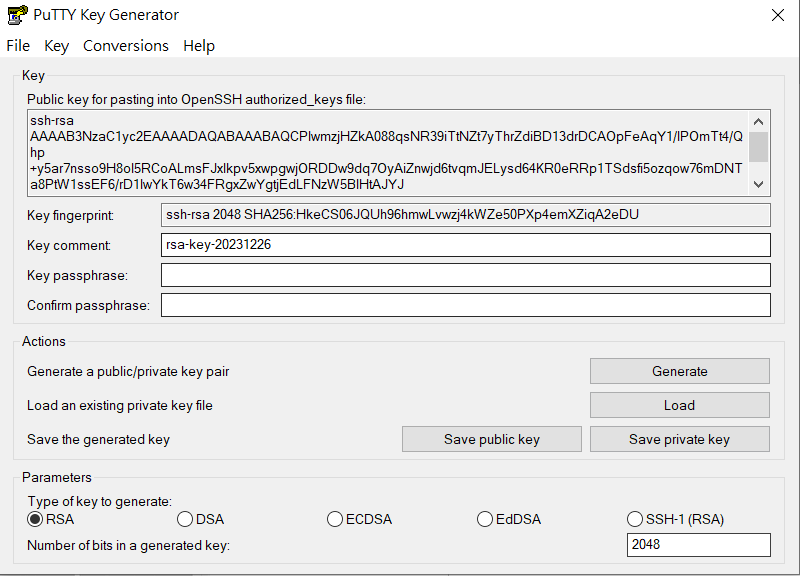 PuTTY Key Generator
File Key Conversions Help
Key
Public key for pasting into OpenSSH authorized_keys file:
ssh-rsa
AAAAB3NzaC1yc2EAAAADAQABAAABAQCPlwmzjHZkA088qsNR39iTtNZt7yThrZdiBD13drDCAOpFeAqY1/lPOmTt4/Q
hp
+y5ar7nsso9H8ol5RCoALmsFJxlkpv5xwpgwjORDDw9dq7OyAiZnwjd6tvqmJELysd64KR0eRRp1TSdsfi5ozqow76mDNT
a8PtW1ssEF6/rD1lwYkT6w34FRgxZwYgtjEdLFNzW5BlHtAJYJ
Key fingerprint: ssh-rsa 2048 SHA256:HkeCS06JQUh96hmwLvwzj4kWZe50PXp4emXZiqA2eDU
Key comment: rsa-key-20231226
Key passphrase:
Confirm passphrase:
Actions
Generate a public/private key pair Generate
Load an existing private key file Load
Save the generated key Save public key Save private key
Parameters
Type of key to generate:
RSA DSA ECDSA EdDSA SSH-1 (RSA)
Number of bits in a generated key: 2048